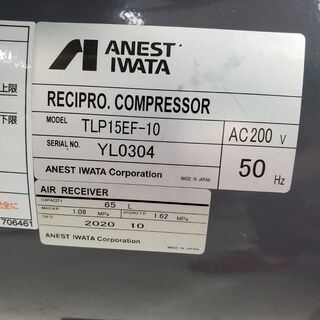 ANEST
IWATA
上限
RECIPRO. COMPRESSOR
下限
MODEL TLP15EF-10 AC200 V
SERIAL NO. YL0304 50 Hz
ANEST IWATA Corporation MADE IN JAPAN
AIR RECEIVER
CAPACITY 65 L
MAX.W.P. 1.08 MPa HYDRO.T.P. 1.62 MPa
DATE 2020 10
706461
ANEST IWATA Corporation MADE IN JAPAN